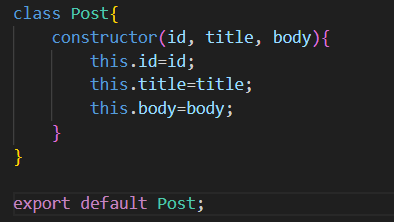 class Post{
    constructor(id, title, body){
        this.id=id;
        this.title=title;
        this.body=body;
    }
}

export default Post;